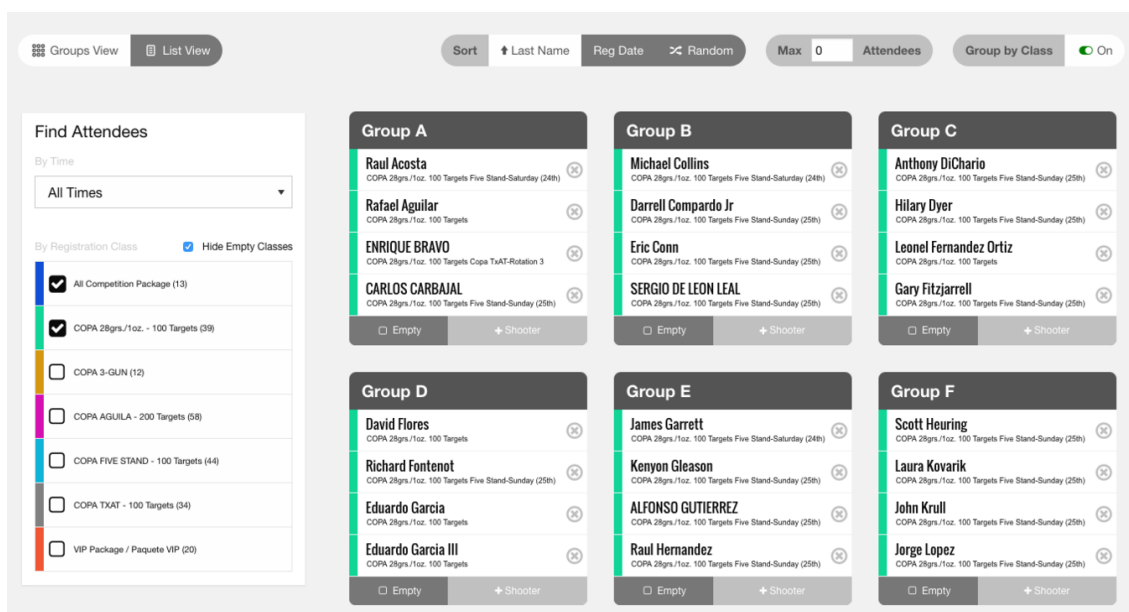 Groups View
List View
Sort
Last Name
Reg Date
Random
Max 0 Attendees
Group by Class
On
Find Attendees
By Time
All Times
By Registration Class
Hide Empty Classes
All Competition Package (13)
COPA 28grs./1oz. - 100 Targets (39)
COPA 3-GUN (12)
COPA AGUILA - 200 Targets (58)
COPA FIVE STAND - 100 Targets (44)
COPA TXAT - 100 Targets (34)
VIP Package / Paquete VIP (20)
Group A
Raul Acosta
COPA 28grs./1oz. 100 Targets Five Stand-Saturday (24th)
Rafael Aguilar
COPA 28grs./1oz. 100 Targets
ENRIQUE BRAVO
COPA 28grs./1oz. 100 Targets Copa TxAT-Rotation 3
CARLOS CARBAJAL
COPA 28grs./1oz. 100 Targets Five Stand-Sunday (25th)
Empty
+ Shooter
Group B
Michael Collins
COPA 28grs./1oz. 100 Targets Five Stand-Saturday (24th)
Darrell Compardo Jr
COPA 28grs./1oz. 100 Targets Five Stand-Sunday (25th)
Eric Conn
COPA 28grs./1oz. 100 Targets Five Stand-Sunday (25th)
SERGIO DE LEON LEAL
COPA 28grs./1oz. 100 Targets Five Stand-Sunday (25th)
Empty
+ Shooter
Group C
Anthony DiChario
COPA 28grs./1oz. 100 Targets Five Stand-Sunday (25th)
Hilary Dyer
COPA 28grs./1oz. 100 Targets Five Stand-Sunday (25th)
Leonel Fernandez Ortiz
COPA 28grs./1oz. 100 Targets
Gary Fitzjarrell
COPA 28grs./1oz. 100 Targets Five Stand-Sunday (25th)
Empty
+ Shooter
Group D
David Flores
COPA 28grs./1oz. 100 Targets
Richard Fontenot
COPA 28grs./1oz. 100 Targets Five Stand-Sunday (25th)
Eduardo Garcia
COPA 28grs./1oz. 100 Targets
Eduardo Garcia III
COPA 28grs./1oz. 100 Targets
Empty
+ Shooter
Group E
James Garrett
COPA 28grs./1oz. 100 Targets Five Stand-Saturday (24th)
Kenyon Gleason
COPA 28grs./1oz. 100 Targets Five Stand-Sunday (25th)
ALFONSO GUTIERREZ
COPA 28grs./1oz. 100 Targets Five Stand-Sunday (25th)
Raul Hernandez
COPA 28grs./1oz. 100 Targets Five Stand-Sunday (25th)
Empty
+ Shooter
Group F
Scott Heuring
COPA 28grs./1oz. 100 Targets Five Stand-Sunday (25th)
Laura Kovarik
COPA 28grs./1oz. 100 Targets Five Stand-Sunday (25th)
John Krull
COPA 28grs./1oz. 100 Targets Five Stand-Sunday (25th)
Jorge Lopez
COPA 28grs./1oz. 100 Targets Five Stand-Sunday (25th)
Empty
+ Shooter